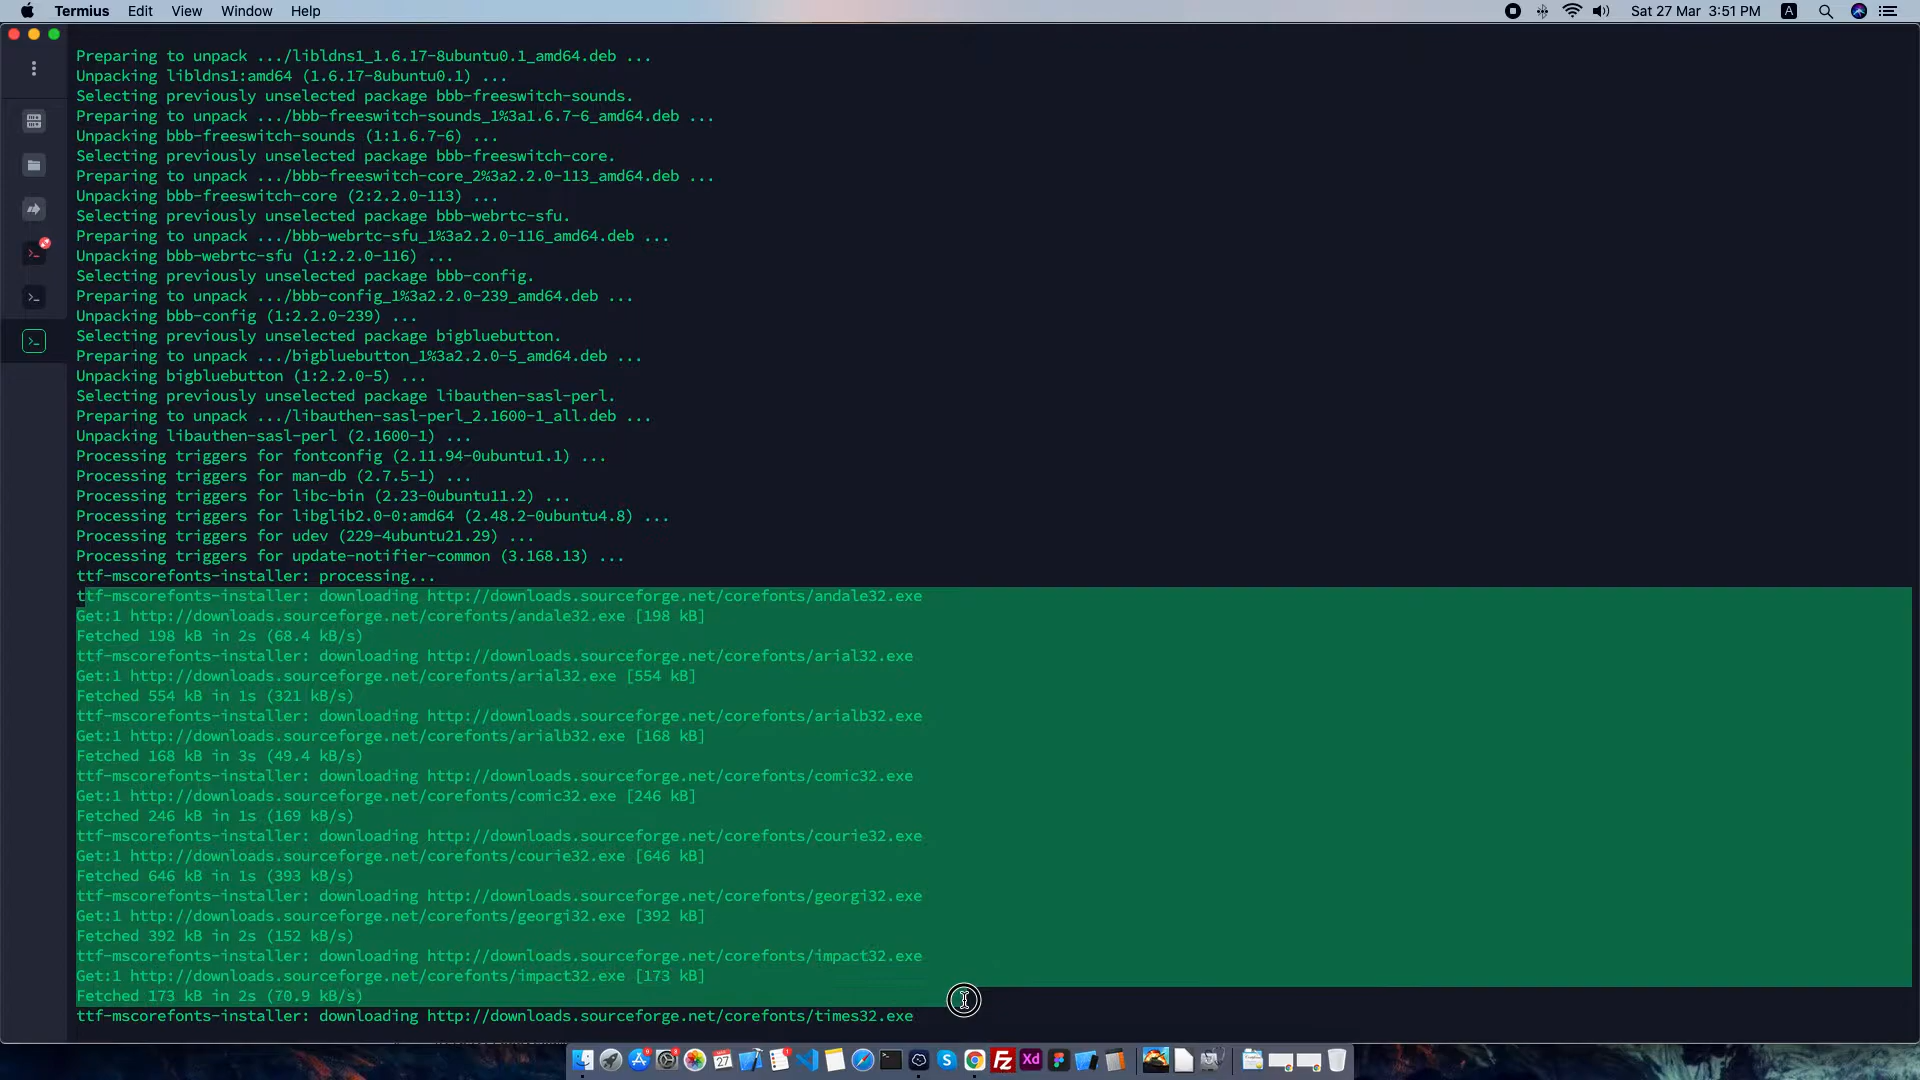 Termius Edit View Window Help
Sat 27 Mar 3:51 PM A
Preparing to unpack .../libldns1_1.6.17-8ubuntu0.1_amd64.deb ...
Unpacking libldns1:amd64 (1.6.17-8ubuntu0.1) ...
Selecting previously unselected package bbb-freeswitch-sounds.
Preparing to unpack .../bbb-freeswitch-sounds_1%3a1.6.7-6_amd64.deb ...
Unpacking bbb-freeswitch-sounds (1:1.6.7-6) ...
Selecting previously unselected package bbb-freeswitch-core.
Preparing to unpack .../bbb-freeswitch-core_2%3a2.2.0-113_amd64.deb ...
Unpacking bbb-freeswitch-core (2:2.2.0-113) ...
Selecting previously unselected package bbb-webrtc-sfu.
Preparing to unpack .../bbb-webrtc-sfu_1%3a2.2.0-116_amd64.deb ...
Unpacking bbb-webrtc-sfu (1:2.2.0-116) ...
Selecting previously unselected package bbb-config.
Preparing to unpack .../bbb-config_1%3a2.2.0-239_amd64.deb ...
Unpacking bbb-config (1:2.2.0-239) ...
Selecting previously unselected package bigbluebutton.
Preparing to unpack .../bigbluebutton_1%3a2.2.0-5_amd64.deb ...
Unpacking bigbluebutton (1:2.2.0-5) ...
Selecting previously unselected package libauthen-sasl-perl.
Preparing to unpack .../libauthen-sasl-perl_2.1600-1_all.deb ...
Unpacking libauthen-sasl-perl (2.1600-1) ...
Processing triggers for fontconfig (2.11.94-0ubuntu1.1) ...
Processing triggers for man-db (2.7.5-1) ...
Processing triggers for libc-bin (2.23-0ubuntu11.2) ...
Processing triggers for libglib2.0-0:amd64 (2.48.2-0ubuntu4.8) ...
Processing triggers for udev (229-4ubuntu21.29) ...
Processing triggers for update-notifier-common (3.168.13) ...
ttf-mscorefonts-installer: processing...
ttf-mscorefonts-installer: downloading http://downloads.sourceforge.net/corefonts/andale32.exe
Get:1 http://downloads.sourceforge.net/corefonts/andale32.exe [198 kB]
Fetched 198 kB in 2s (68.4 kB/s)
ttf-mscorefonts-installer: downloading http://downloads.sourceforge.net/corefonts/arial32.exe
Get:1 http://downloads.sourceforge.net/corefonts/arial32.exe [554 kB]
Fetched 554 kB in 1s (321 kB/s)
ttf-mscorefonts-installer: downloading http://downloads.sourceforge.net/corefonts/arialb32.exe
Get:1 http://downloads.sourceforge.net/corefonts/arialb32.exe [168 kB]
Fetched 168 kB in 3s (49.4 kB/s)
ttf-mscorefonts-installer: downloading http://downloads.sourceforge.net/corefonts/comic32.exe
Get:1 http://downloads.sourceforge.net/corefonts/comic32.exe [246 kB]
Fetched 246 kB in 1s (169 kB/s)
ttf-mscorefonts-installer: downloading http://downloads.sourceforge.net/corefonts/courie32.exe
Get:1 http://downloads.sourceforge.net/corefonts/courie32.exe [646 kB]
Fetched 646 kB in 1s (393 kB/s)
ttf-mscorefonts-installer: downloading http://downloads.sourceforge.net/corefonts/georgi32.exe
Get:1 http://downloads.sourceforge.net/corefonts/georgi32.exe [392 kB]
Fetched 392 kB in 2s (152 kB/s)
ttf-mscorefonts-installer: downloading http://downloads.sourceforge.net/corefonts/impact32.exe
Get:1 http://downloads.sourceforge.net/corefonts/impact32.exe [173 kB]
Fetched 173 kB in 2s (70.9 kB/s)
ttf-mscorefonts-installer: downloading http://downloads.sourceforge.net/corefonts/times32.exe